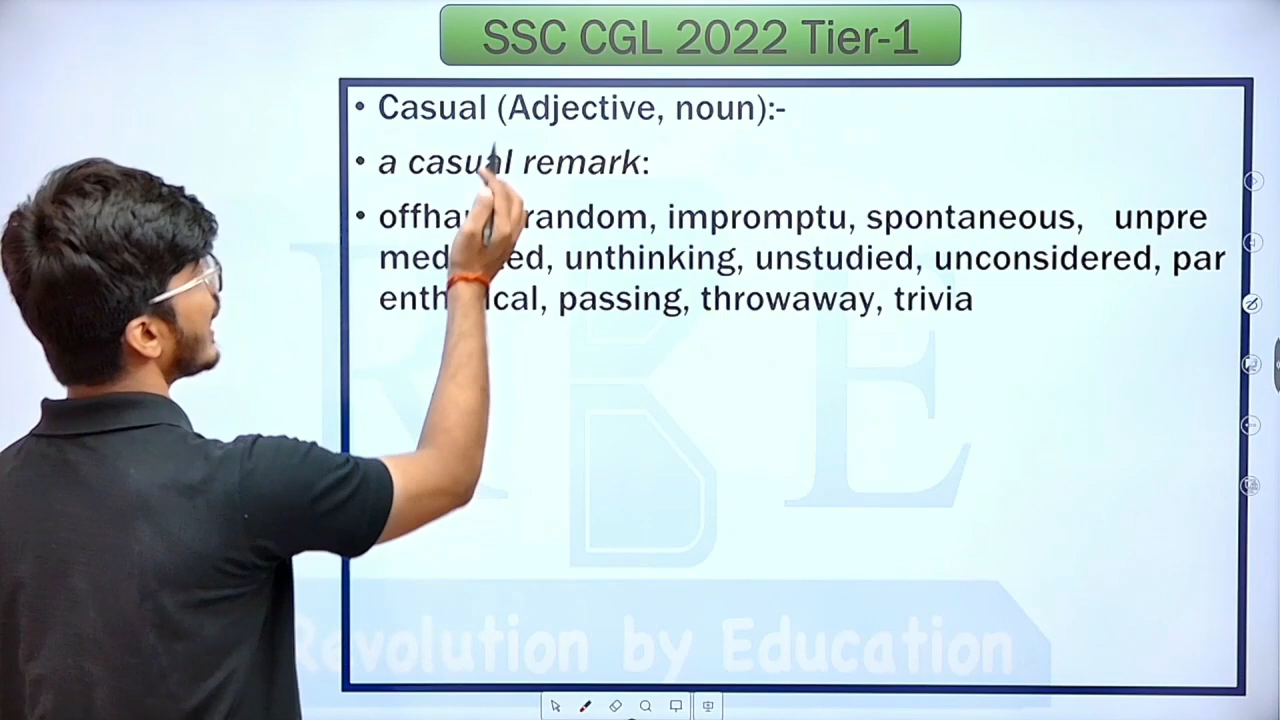 SSC CGL 2022 Tier-1
• Casual (Adjective, noun):-
• a casual remark:
• random, impromptu, spontaneous, unpre
unthinking, unstudied, unconsidered, par
passing, throwaway, trivia
Revolution by Education